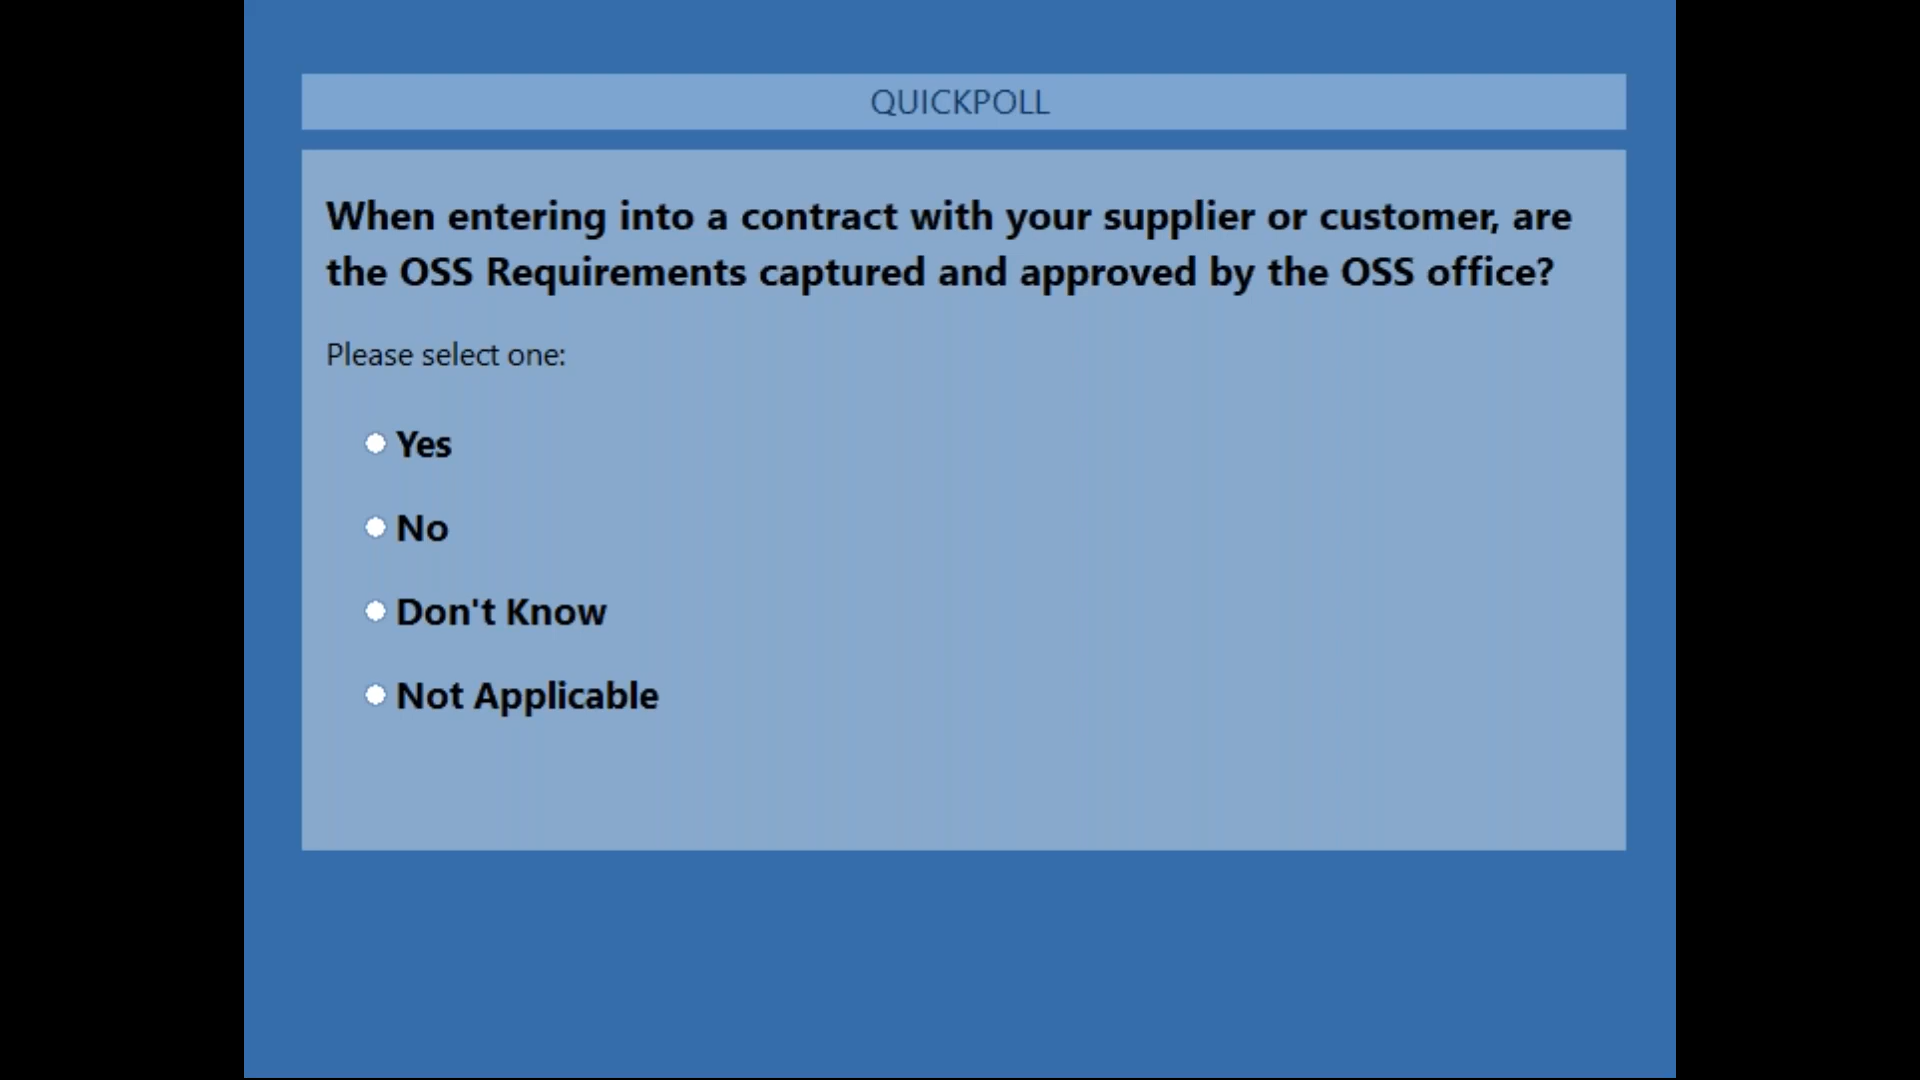 QUICKPOLL
When entering into a contract with your supplier or customer, are
the OSS Requirements captured and approved by the OSS office?
Please select one:
Yes
No
Don't Know
Not Applicable